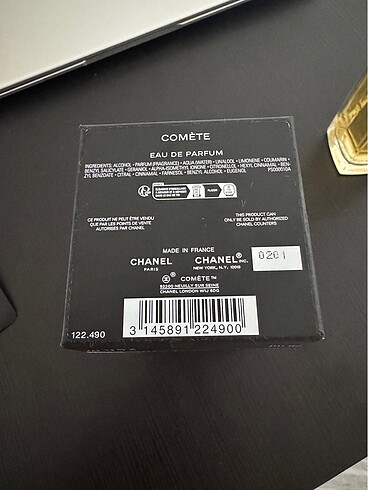 COMÈTE
EAU DE PARFUM
INGREDIENTS: ALCOHOL • PARFUM (FRAGRANCE) • AQUA (WATER) • LINALOOL • LIMONENE • COUMARIN •
BENZYL SALICYLATE • GERANIOL • ALPHA-ISOMETHYL IONONE • CITRONELLOL • HEXYL CINNAMAL • BEN-
ZYL BENZOATE • CITRAL • CINNAMAL • FARNESOL • BENZYL ALCOHOL • EUGENOL
CE PRODUIT NE PEUT ÊTRE VENDU
QUE PAR LES POINTS DE VENTE
AUTORISÉS PAR CHANEL
THIS PRODUCT CAN
ONLY BE SOLD BY AUTHORIZED
CHANEL COUNTERS
MADE IN FRANCE
CHANEL
PARIS
CHANEL INC.
NEW YORK, N.Y. 10019
0201
COMÈTE™
92200 NEUILLY SUR SEINE
CHANEL LONDON W1J 6DG
122.490
3 145891 224900